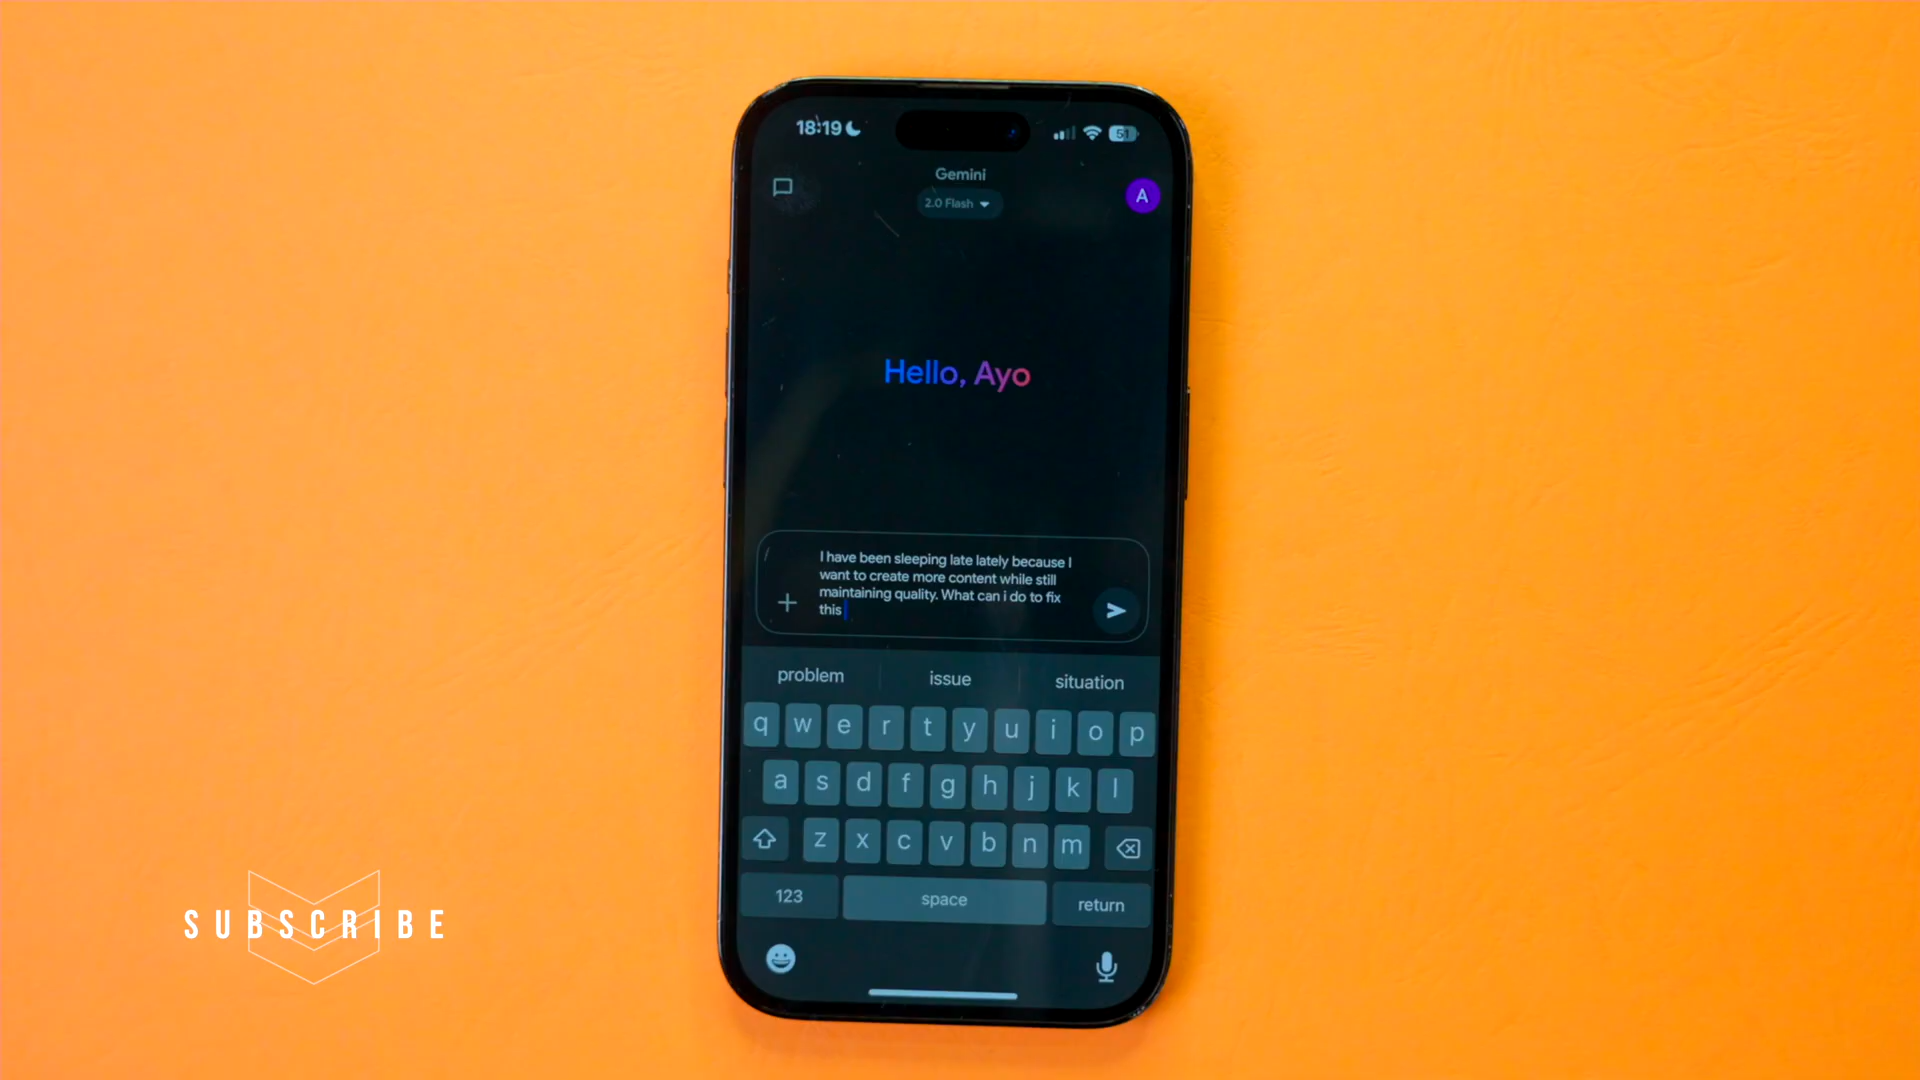 18:19
51
Gemini
2.0 Flash
A
Hello, Ayo
I have been sleeping late lately because I
want to create more content while still
maintaining quality. What can i do to fix
this
problem issue situation
q w e r t y u i o p
a s d f g h j k l
z x c v b n m
123 space return
SUBSCRIBE